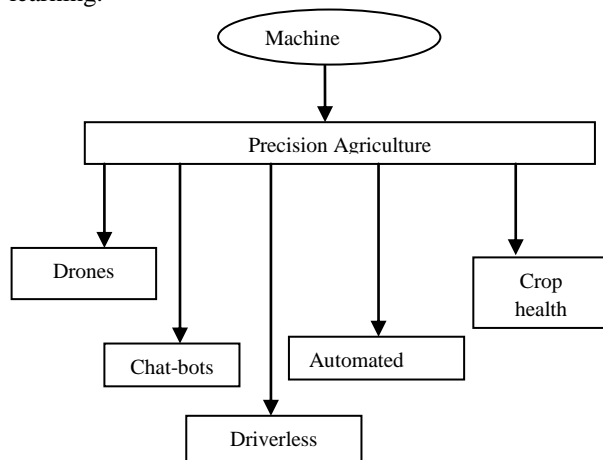 learning.
Machine
Precision Agriculture
Drones
Crop
health
Chat-bots
Automated
Driverless